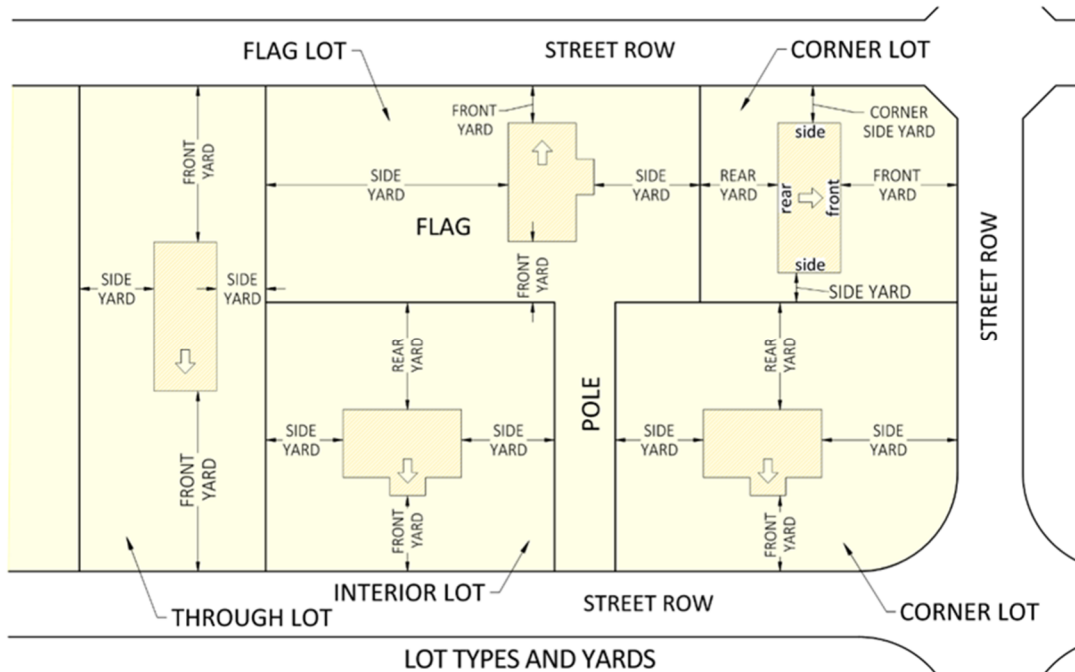 FLAG LOT
STREET ROW
CORNER LOT
FRONT
YARD
FRONT
YARD
CORNER
SIDE YARD
side
SIDE
YARD
SIDE
YARD
REAR
YARD
rear
front
FRONT
YARD
FLAG
side
SIDE
YARD
SIDE
YARD
FRONT
YARD
SIDE YARD
STREET ROW
REAR
YARD
REAR
YARD
POLE
SIDE
YARD
SIDE
YARD
SIDE
YARD
SIDE
YARD
FRONT
YARD
FRONT
YARD
FRONT
YARD
INTERIOR LOT
STREET ROW
THROUGH LOT
CORNER LOT
LOT TYPES AND YARDS